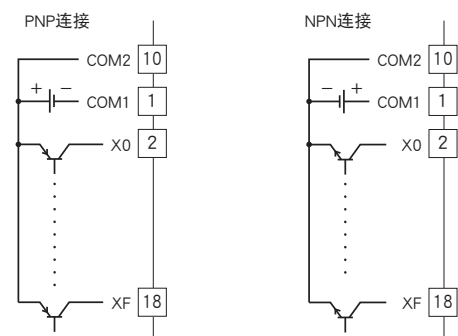 PNP连接
COM2 10
+ −
COM1 1
X0 2
XF 18
NPN连接
COM2 10
− +
COM1 1
X0 2
XF 18